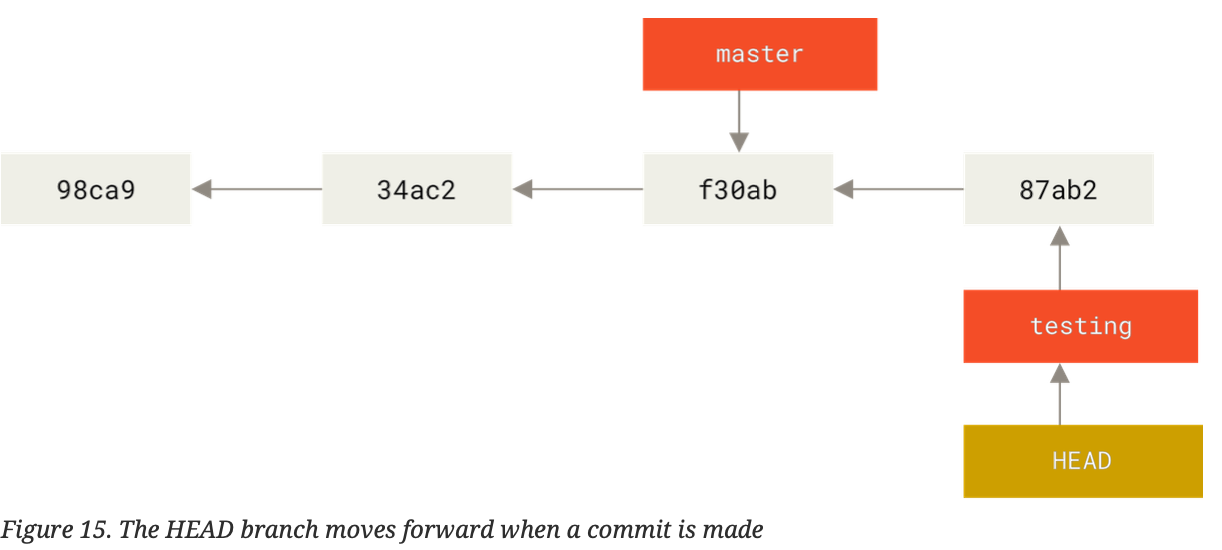 master
98ca9
34ac2
f30ab
87ab2
testing
HEAD
Figure 15. The HEAD branch moves forward when a commit is made